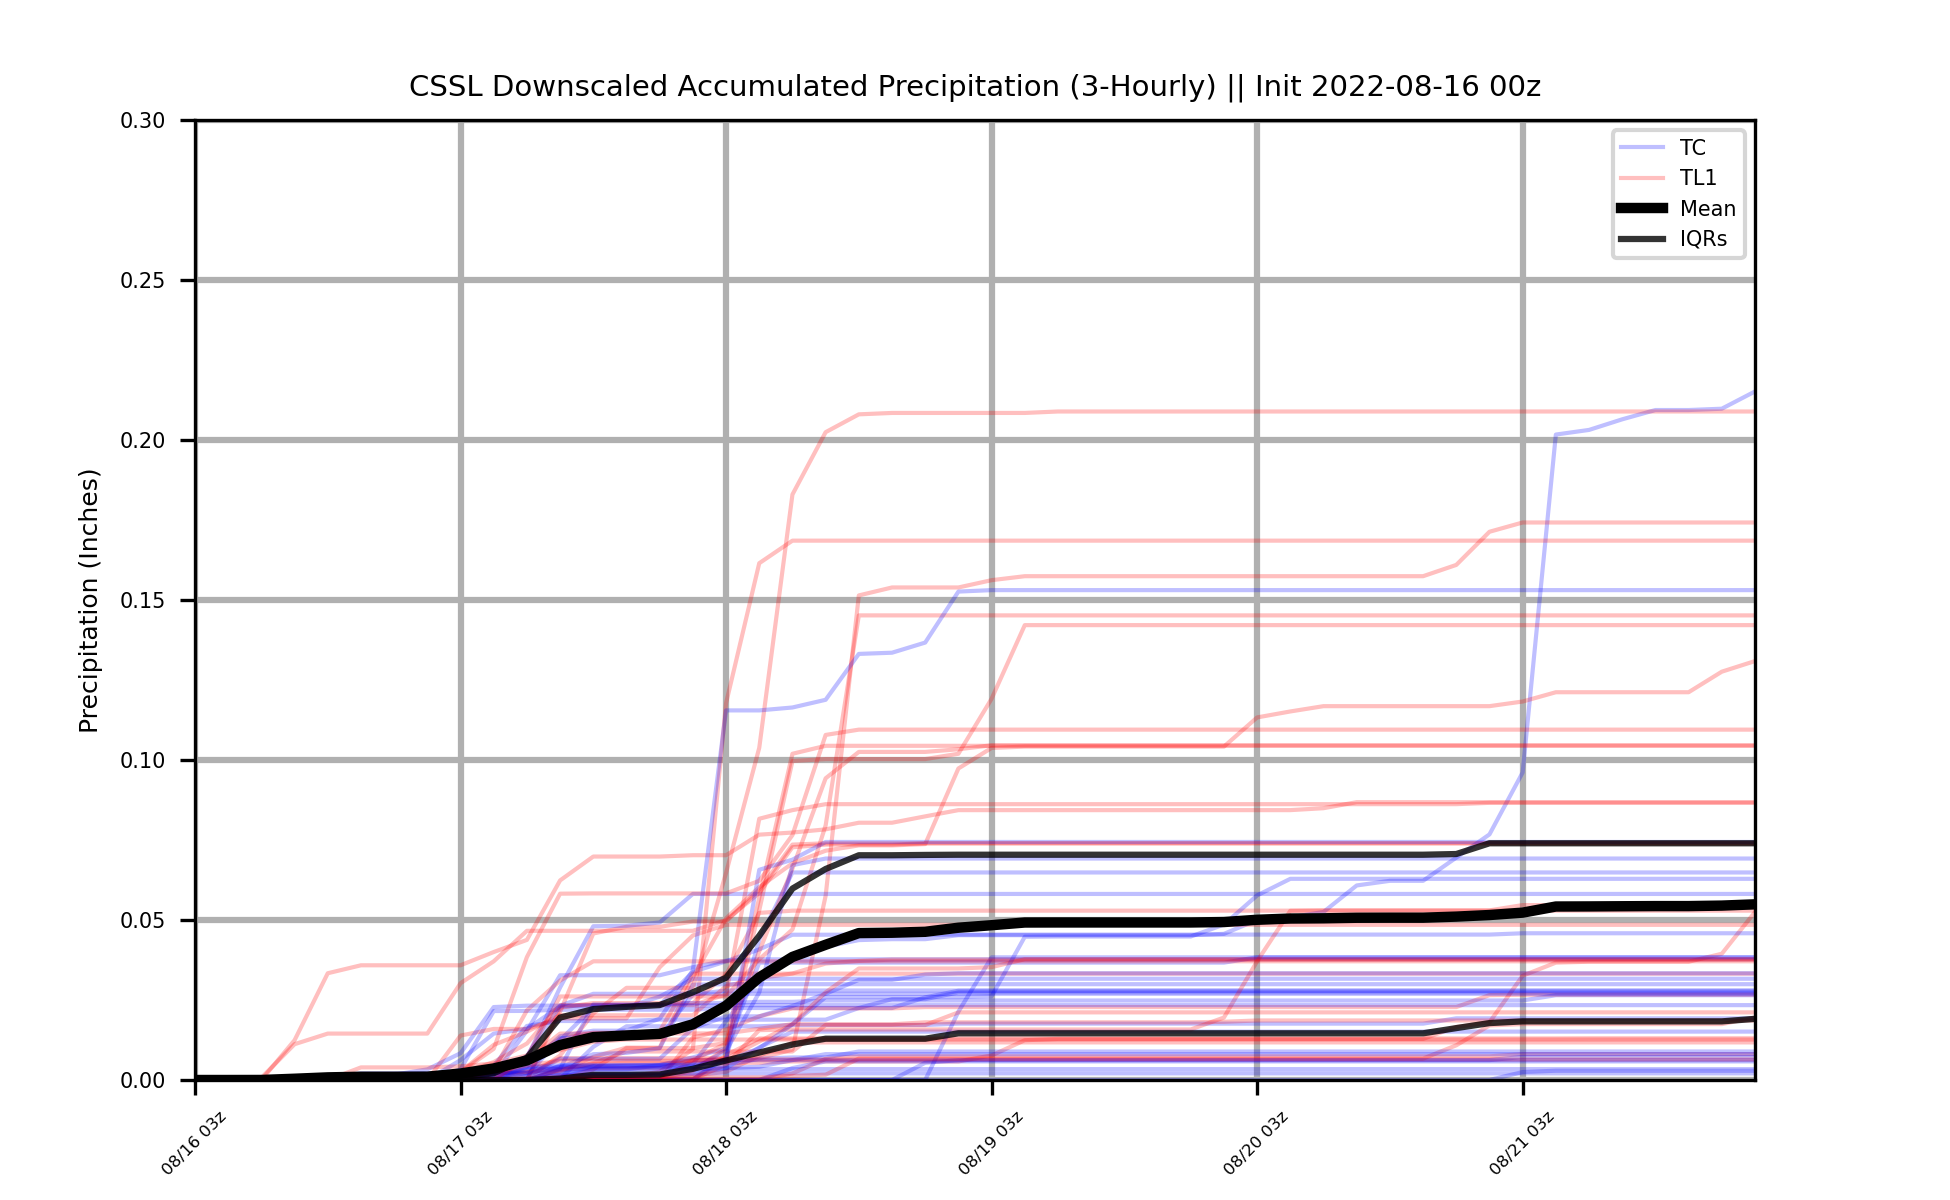 CSSL Downscaled Accumulated Precipitation (3-Hourly) || Init 2022-08-16 00z
TC
TL1
Mean
IQRs
Precipitation (Inches)
0.30
0.25
0.20
0.15
0.10
0.05
0.00
08/16 03z
08/17 03z
08/18 03z
08/19 03z
08/20 03z
08/21 03z